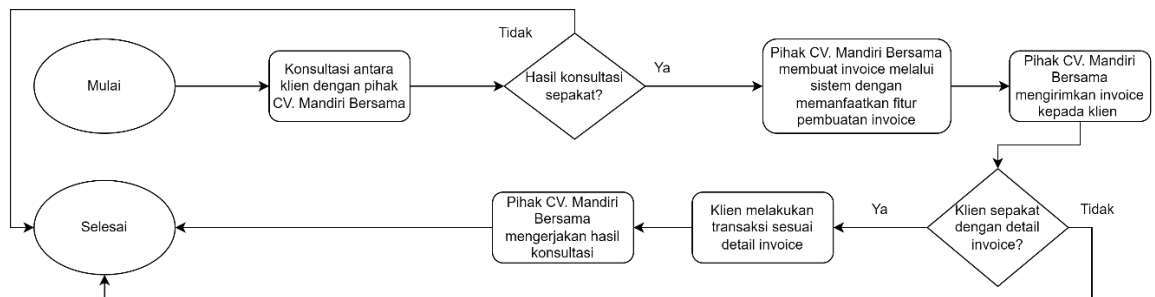 Mulai
Konsultasi antara
klien dengan pihak
CV. Mandiri Bersama
Tidak
Hasil konsultasi
sepakat?
Ya
Pihak CV. Mandiri Bersama
membuat invoice melalui
sistem dengan
memanfaatkan fitur
pembuatan invoice
Pihak CV. Mandiri
Bersama
mengirimkan invoice
kepada klien
Klien sepakat
dengan detail
invoice?
Tidak
Ya
Klien melakukan
transaksi sesuai
detail invoice
Pihak CV. Mandiri
Bersama
mengerjakan hasil
konsultasi
Selesai